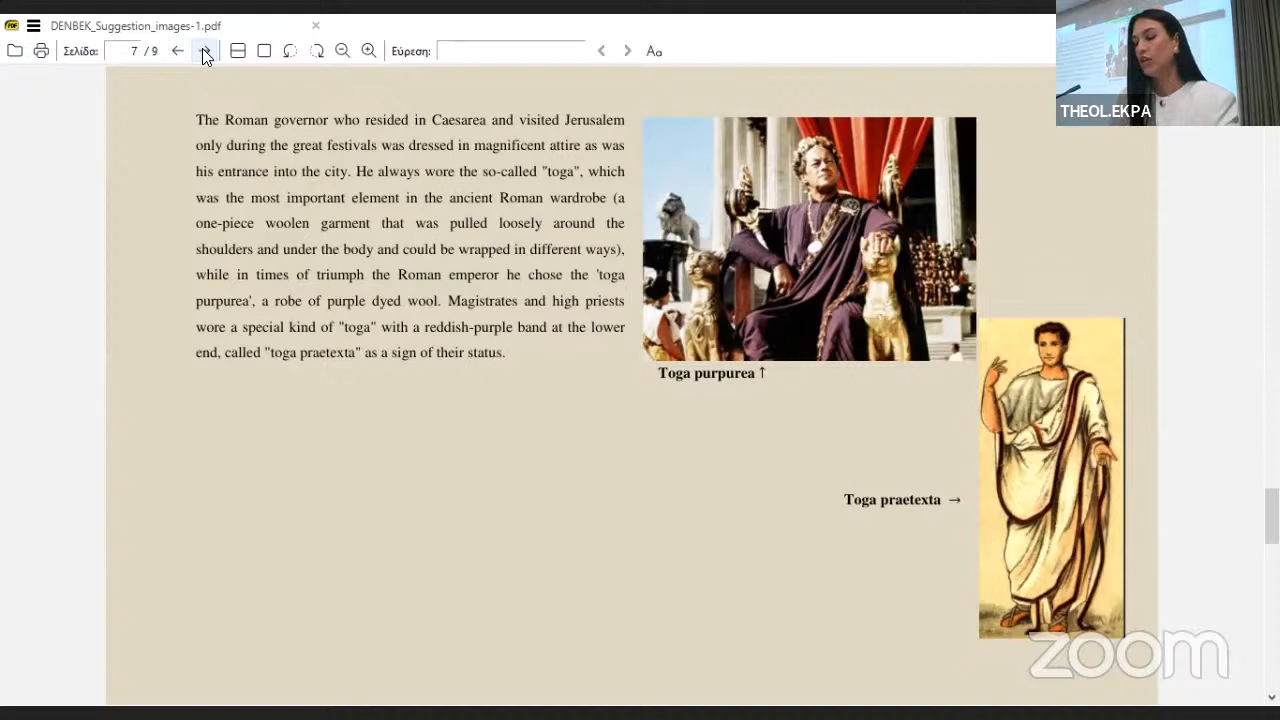 DENBEK_Suggestion_images-1.pdf
Σελίδα: 7 / 9 Εύρεση: Aa
THEOL.EKPA
The Roman governor who resided in Caesarea and visited Jerusalem
only during the great festivals was dressed in magnificent attire as was
his entrance into the city. He always wore the so-called "toga", which
was the most important element in the ancient Roman wardrobe (a
one-piece woolen garment that was pulled loosely around the
shoulders and under the body and could be wrapped in different ways),
while in times of triumph the Roman emperor he chose the 'toga
purpurea', a robe of purple dyed wool. Magistrates and high priests
wore a special kind of "toga" with a reddish-purple band at the lower
end, called "toga praetexta" as a sign of their status.
Toga purpurea ↑
Toga praetexta →
zoom